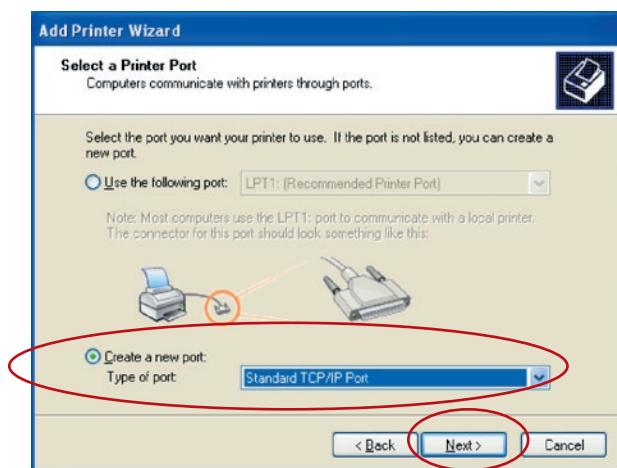 Add Printer Wizard
Select a Printer Port
Computers communicate with printers through ports.
Select the port you want your printer to use. If the port is not listed, you can create a
new port.
Use the following port: LPT1: (Recommended Printer Port)
Note: Most computers use the LPT1: port to communicate with a local printer.
The connector for this port should look something like this:
Create a new port:
Type of port: Standard TCP/IP Port
< Back Next > Cancel